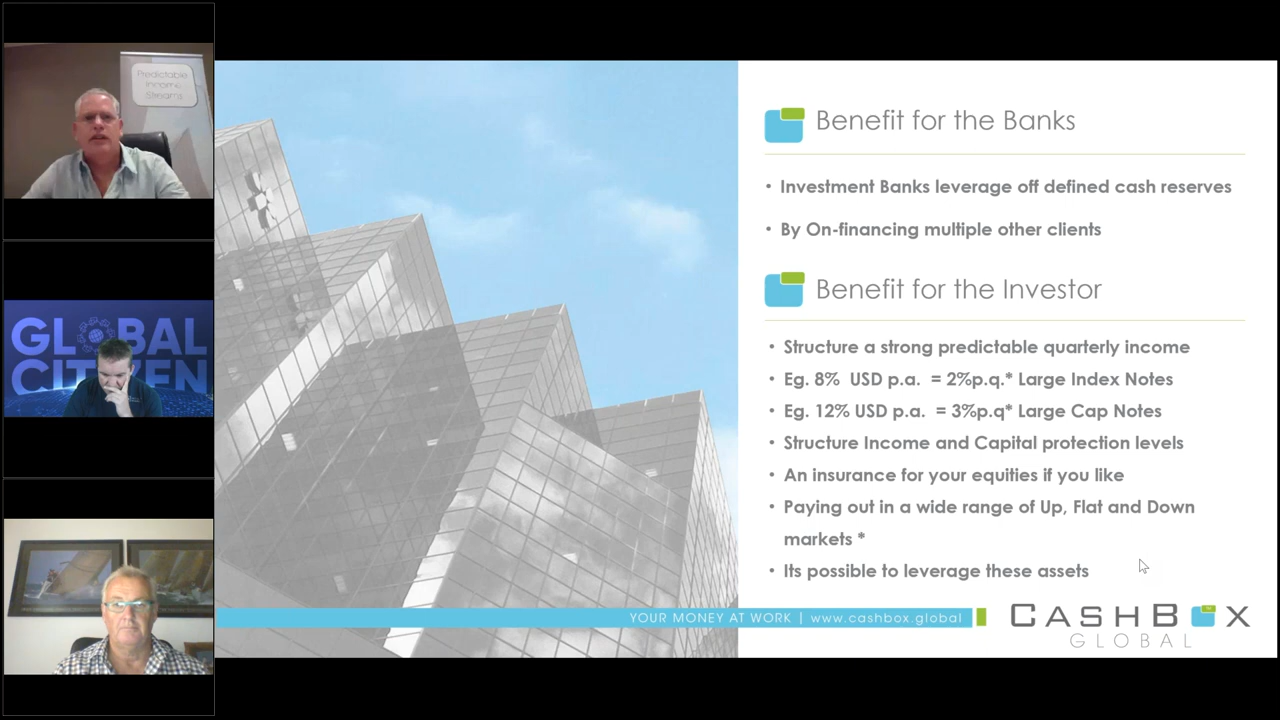 Predictable
Income
Streams
GLOBAL
CITIZEN
Benefit for the Banks
• Investment Banks leverage off defined cash reserves
• By On-financing multiple other clients
Benefit for the Investor
• Structure a strong predictable quarterly income
• Eg. 8% USD p.a. = 2%p.q.* Large Index Notes
• Eg. 12% USD p.a. = 3%p.q* Large Cap Notes
• Structure Income and Capital protection levels
• An insurance for your equities if you like
• Paying out in a wide range of Up, Flat and Down
markets *
• Its possible to leverage these assets
YOUR MONEY AT WORK | www.cashbox.global
CASHBOX
GLOBAL